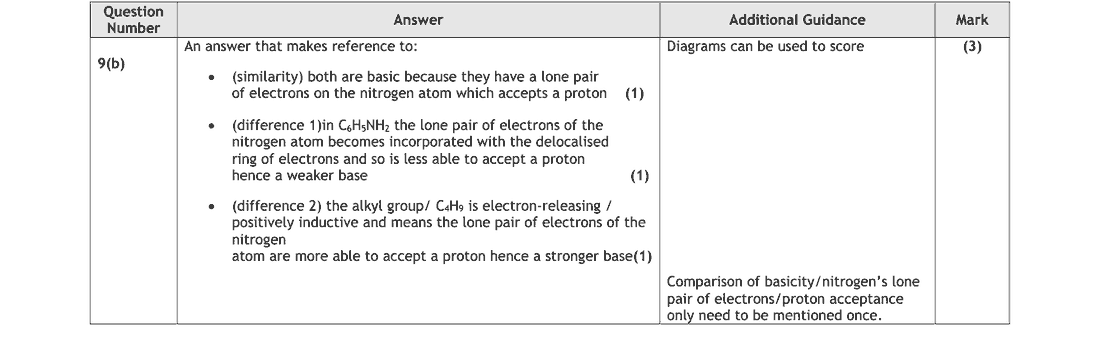 Question Number
Answer
Additional Guidance
Mark
9(b)
An answer that makes reference to:
• (similarity) both are basic because they have a lone pair
of electrons on the nitrogen atom which accepts a proton (1)
• (difference 1)in C₆H₅NH₂ the lone pair of electrons of the
nitrogen atom becomes incorporated with the delocalised
ring of electrons and so is less able to accept a proton
hence a weaker base (1)
• (difference 2) the alkyl group/ C₄H₉ is electron-releasing /
positively inductive and means the lone pair of electrons of the
nitrogen
atom are more able to accept a proton hence a stronger base(1)
Diagrams can be used to score
Comparison of basicity/nitrogen’s lone
pair of electrons/proton acceptance
only need to be mentioned once.
(3)